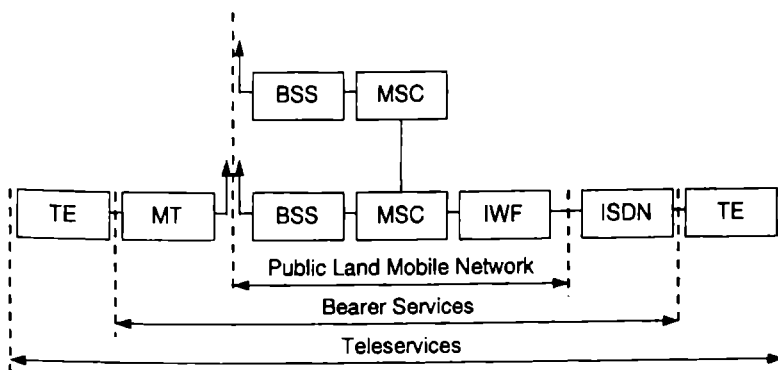 BSS MSC
TE MT BSS MSC IWF ISDN TE
Public Land Mobile Network
Bearer Services
Teleservices